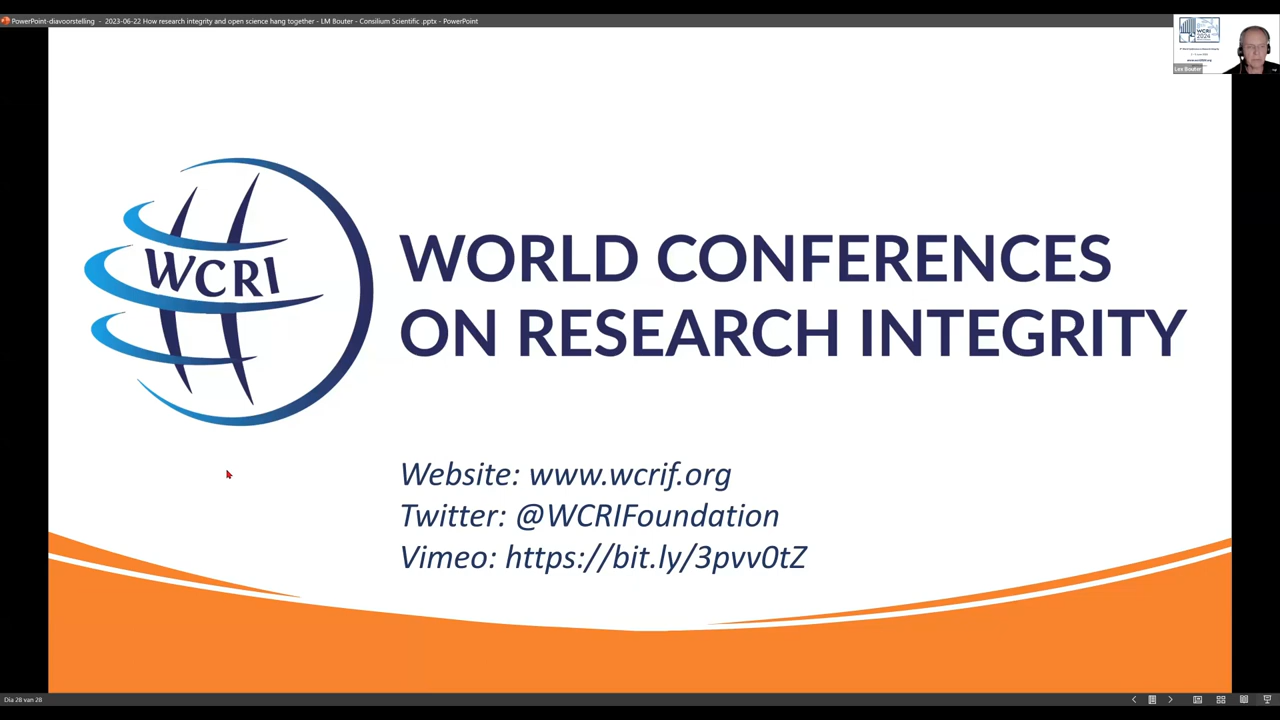 PowerPoint-diavoorstelling - 2023-06-22 How research integrity and open science hang together - LM Bouter - Consilium Scientific .pptx - PowerPoint
WCRI
2024
Lex Bouter
WCRI
WORLD CONFERENCES
ON RESEARCH INTEGRITY
Website: www.wcrif.org
Twitter: @WCRIFoundation
Vimeo: https://bit.ly/3pvv0tZ
Dia 28 van 28